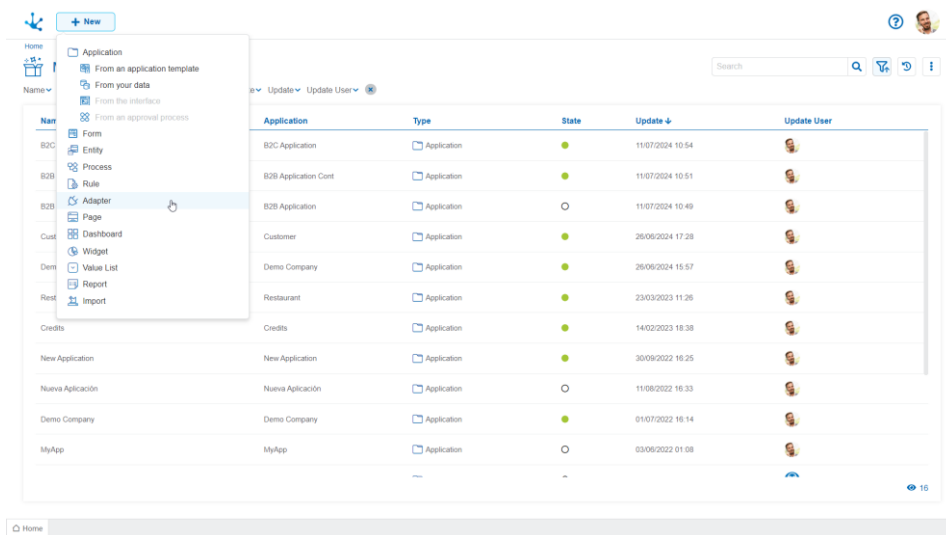 + New
Home
Application
From an application template
From your data
From the interface
From an approval process
Form
Entity
Process
Rule
Adapter
Page
Dashboard
Widget
Value List
Report
Import
Search
Name Update Update User
Application Type State Update Update User
B2C B2C Application Application 11/07/2024 10:54
B2B B2B Application Cont Application 11/07/2024 10:51
B2B B2B Application Application 11/07/2024 10:49
Cust Customer Application 26/06/2024 17:28
Dem Demo Company Application 26/06/2024 15:57
Rest Restaurant Application 23/03/2023 11:26
Credits Credits Application 14/02/2023 18:38
New Application New Application Application 30/09/2022 16:25
Nueva Aplicación Nueva Aplicación Application 11/08/2022 16:33
Demo Company Demo Company Application 01/07/2022 16:14
MyApp MyApp Application 03/06/2022 01:08
16
Home